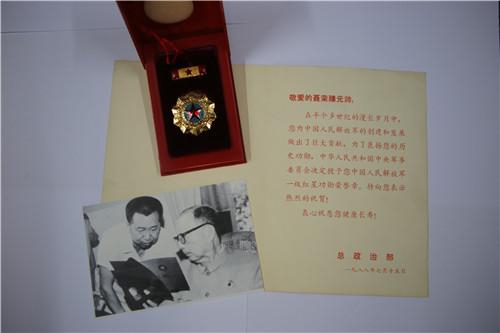 敬爱的聂荣臻元帅:
在半个多世纪的漫长岁月中,
您为中国人民解放军的创建和发展
做出了巨大贡献,为了表扬您的历
史功勋,中华人民共和国中央军事
委员会决定授予您中国人民解放军
一级红星功勋荣誉章,特向您表示
热烈的祝贺!
衷心祝愿您健康长寿!
总政治部
一九八八年七月十五日